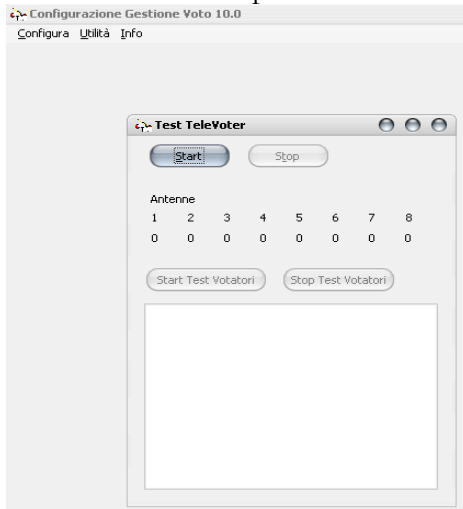 Configurazione Gestione Voto 10.0
Configura Utilità Info
Test TeleVoter
Start Stop
Antenne
1 2 3 4 5 6 7 8
0 0 0 0 0 0 0 0
Start Test Votatori Stop Test Votatori